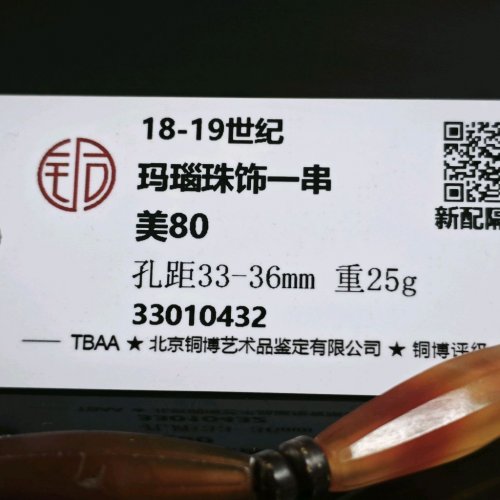 18-19世纪
玛瑙珠饰一串
美80
新配隔
孔距33-36mm 重25g
33010432
TBAA ★ 北京铜博艺术品鉴定有限公司 ★ 铜博评级